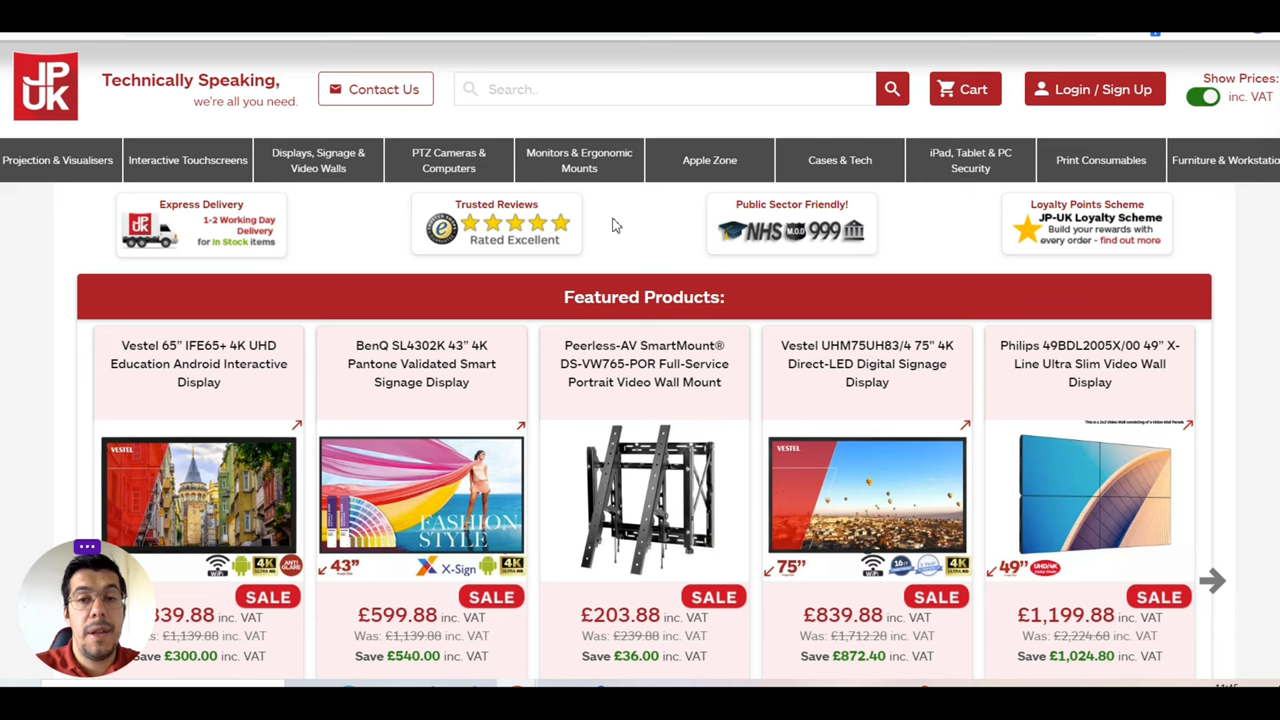 JP
UK
Technically Speaking,
we're all you need.
Contact Us
Search..
Cart
Login / Sign Up
Show Prices:
inc. VAT
Projection & Visualisers
Interactive Touchscreens
Displays, Signage &
Video Walls
PTZ Cameras &
Computers
Monitors & Ergonomic
Mounts
Apple Zone
Cases & Tech
iPad, Tablet & PC
Security
Print Consumables
Furniture & Workstatio
Express Delivery
JP
UK
1-2 Working Day
Delivery
for In Stock items
Trusted Reviews
Rated Excellent
Public Sector Friendly!
NHS M.O.D 999
Loyalty Points Scheme
JP-UK Loyalty Scheme
Build your rewards with
every order - find out more
Featured Products:
Vestel 65" IFE65+ 4K UHD
Education Android Interactive
Display
VESTEL
4K
ANTI
GLARE
SALE
839.88 inc. VAT
Was: £1,139.88 inc. VAT
Save £300.00 inc. VAT
BenQ SL4302K 43" 4K
Pantone Validated Smart
Signage Display
FASHION
STYLE
43"
X-Sign
4K
SALE
£599.88 inc. VAT
Was: £1,139.88 inc. VAT
Save £540.00 inc. VAT
Peerless-AV SmartMount®
DS-VW765-POR Full-Service
Portrait Video Wall Mount
SALE
£203.88 inc. VAT
Was: £239.88 inc. VAT
Save £36.00 inc. VAT
Vestel UHM75UH83/4 75" 4K
Direct-LED Digital Signage
Display
VESTEL
75"
4K
SALE
£839.88 inc. VAT
Was: £1,712.28 inc. VAT
Save £872.40 inc. VAT
Philips 49BDL2005X/00 49" X-
Line Ultra Slim Video Wall
Display
This is a 2x2 Video Wall consisting of 4 Video Wall Panels
49"
UHD/4K
SALE
£1,199.88 inc. VAT
Was: £2,224.68 inc. VAT
Save £1,024.80 inc. VAT